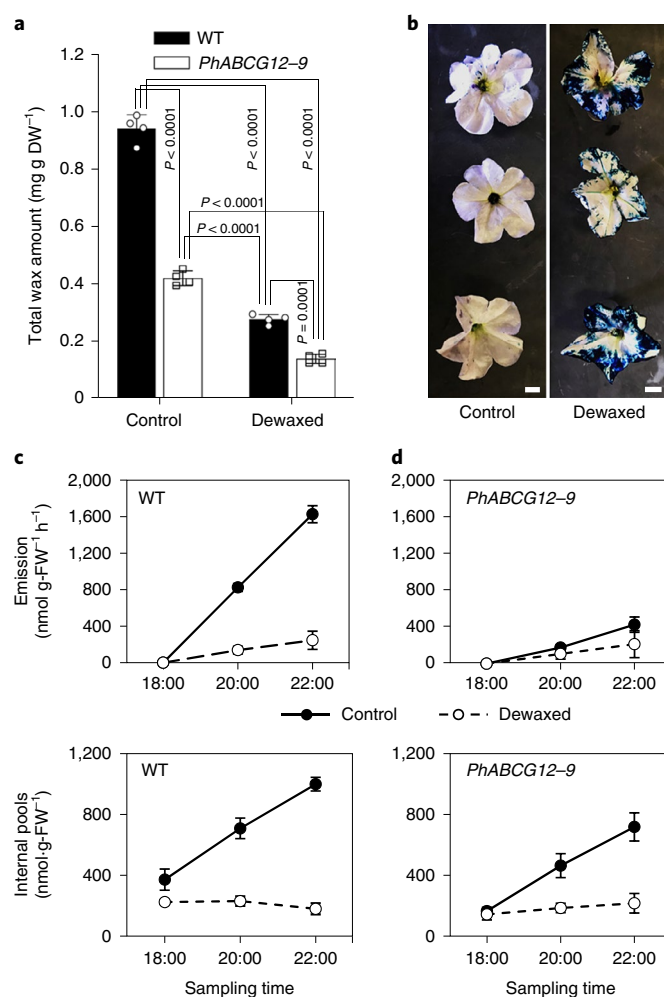 a
WT
PhABCG12–9
Total wax amount (mg g DW⁻¹)
1.2
1.0
0.8
0.6
0.4
0.2
0
P < 0.0001
P < 0.0001
P < 0.0001
P < 0.0001
P < 0.0001
P = 0.0001
Control
Dewaxed
b
Control
Dewaxed
c
WT
Emission
(nmol g-FW⁻¹ h⁻¹)
2,000
1,600
1,200
800
400
0
18:00
20:00
22:00
d
PhABCG12–9
2,000
1,600
1,200
800
400
0
18:00
20:00
22:00
Control
Dewaxed
WT
Internal pools
(nmol·g-FW⁻¹)
1,200
800
400
0
18:00
20:00
22:00
Sampling time
PhABCG12–9
1,200
800
400
0
18:00
20:00
22:00
Sampling time